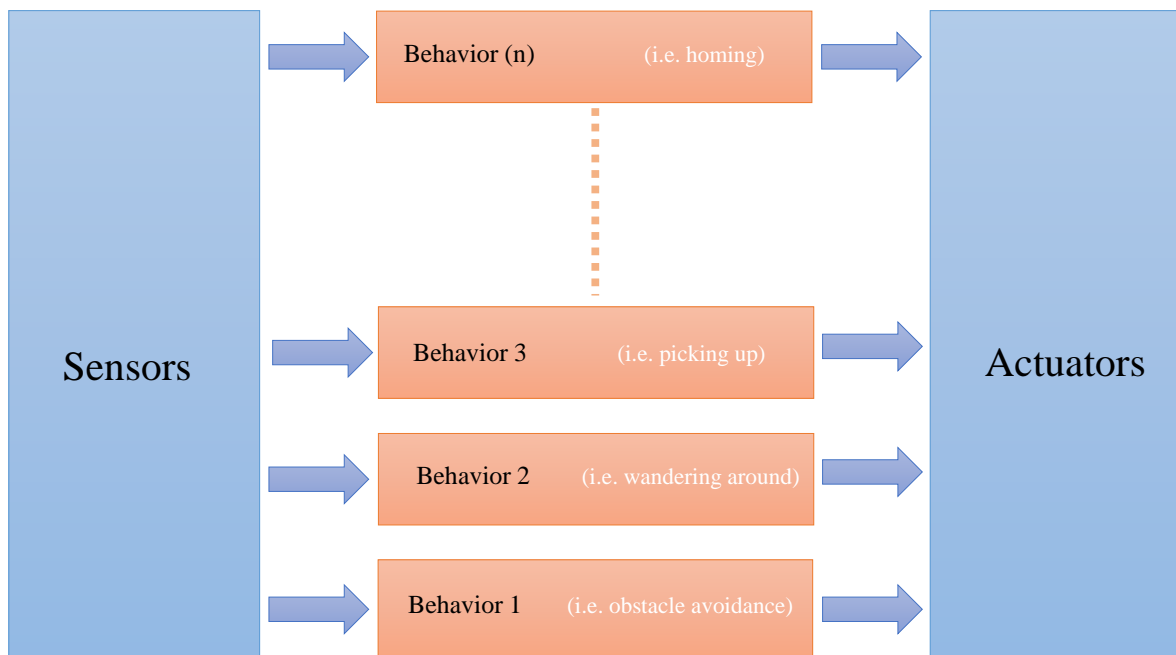 Behavior (n) (i.e. homing)
Sensors
Behavior 3 (i.e. picking up)
Actuators
Behavior 2 (i.e. wandering around)
Behavior 1 (i.e. obstacle avoidance)